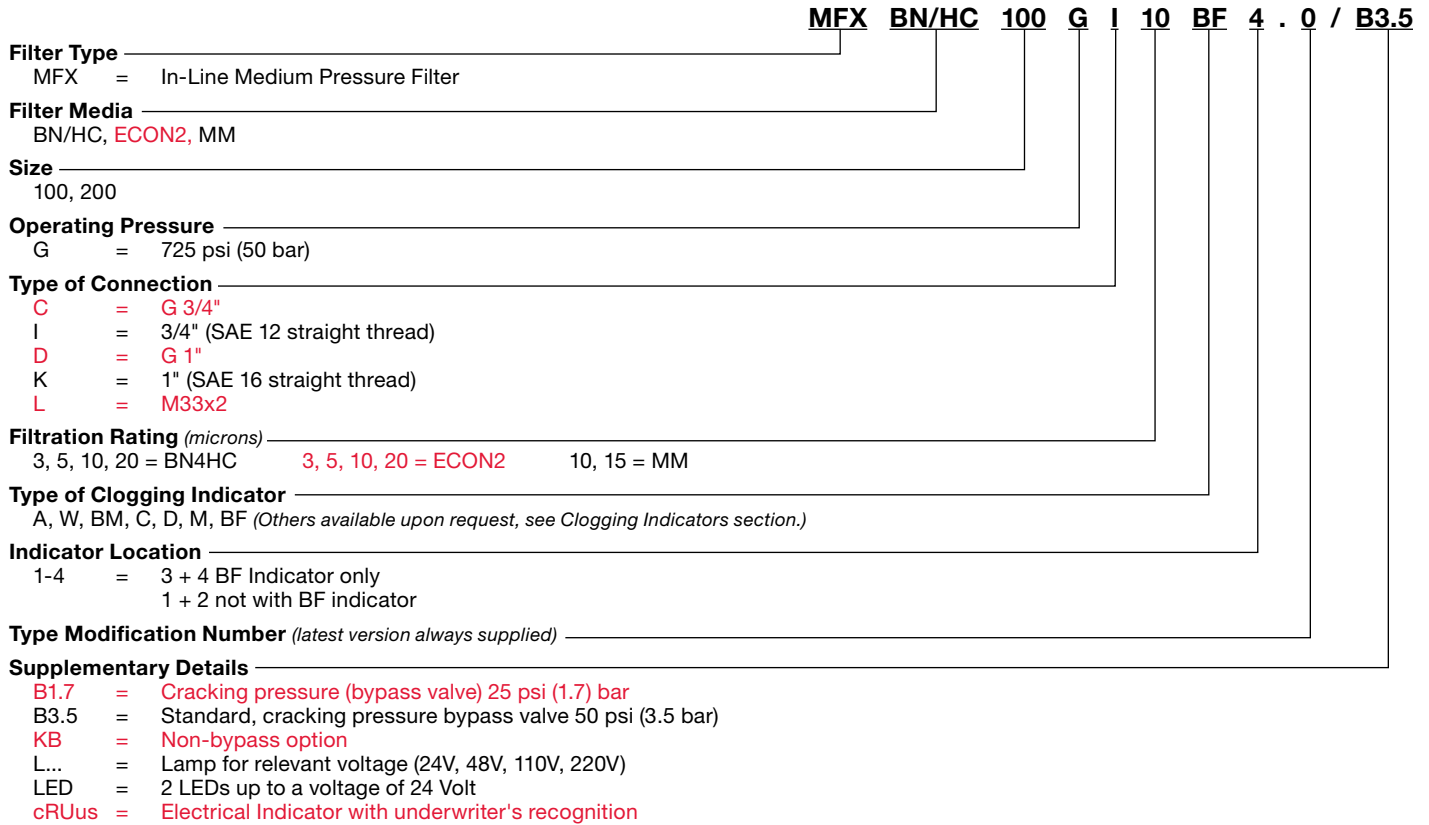 MFX BN/HC 100 G I 10 BF 4 . 0 / B3.5
Filter Type
MFX = In-Line Medium Pressure Filter
Filter Media
BN/HC, ECON2, MM
Size
100, 200
Operating Pressure
G = 725 psi (50 bar)
Type of Connection
C = G 3/4"
I = 3/4" (SAE 12 straight thread)
D = G 1"
K = 1" (SAE 16 straight thread)
L = M33x2
Filtration Rating (microns)
3, 5, 10, 20 = BN4HC 3, 5, 10, 20 = ECON2 10, 15 = MM
Type of Clogging Indicator
A, W, BM, C, D, M, BF (Others available upon request, see Clogging Indicators section.)
Indicator Location
1-4 = 3 + 4 BF Indicator only
1 + 2 not with BF indicator
Type Modification Number (latest version always supplied)
Supplementary Details
B1.7 = Cracking pressure (bypass valve) 25 psi (1.7) bar
B3.5 = Standard, cracking pressure bypass valve 50 psi (3.5 bar)
KB = Non-bypass option
L... = Lamp for relevant voltage (24V, 48V, 110V, 220V)
LED = 2 LEDs up to a voltage of 24 Volt
cRUus = Electrical Indicator with underwriter's recognition